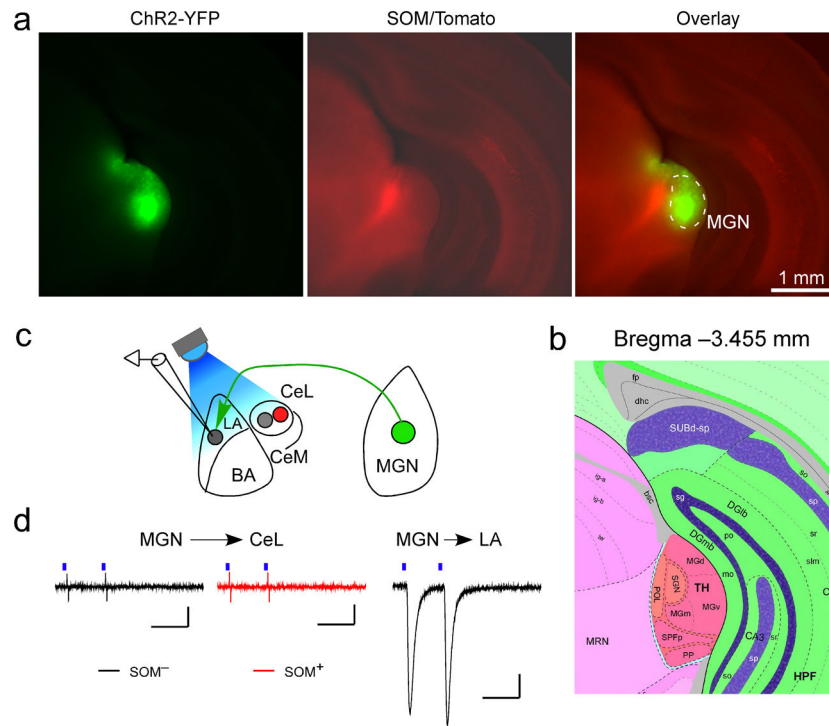 a
ChR2-YFP
SOM/Tomato
Overlay
MGN
1 mm
c
CeL
LA
CeM
BA
MGN
b
Bregma –3.455 mm
fp
dhc
SUBd-sp
so
sp
bsc
sg
DGlb
DGmb
po
sr
slm
MGd
SGN
TH
mo
POL
MGm
MGv
CA3
sr
SPFp
sp
MRN
PP
so
HPF
d
MGN → CeL
MGN → LA
SOM–
SOM+